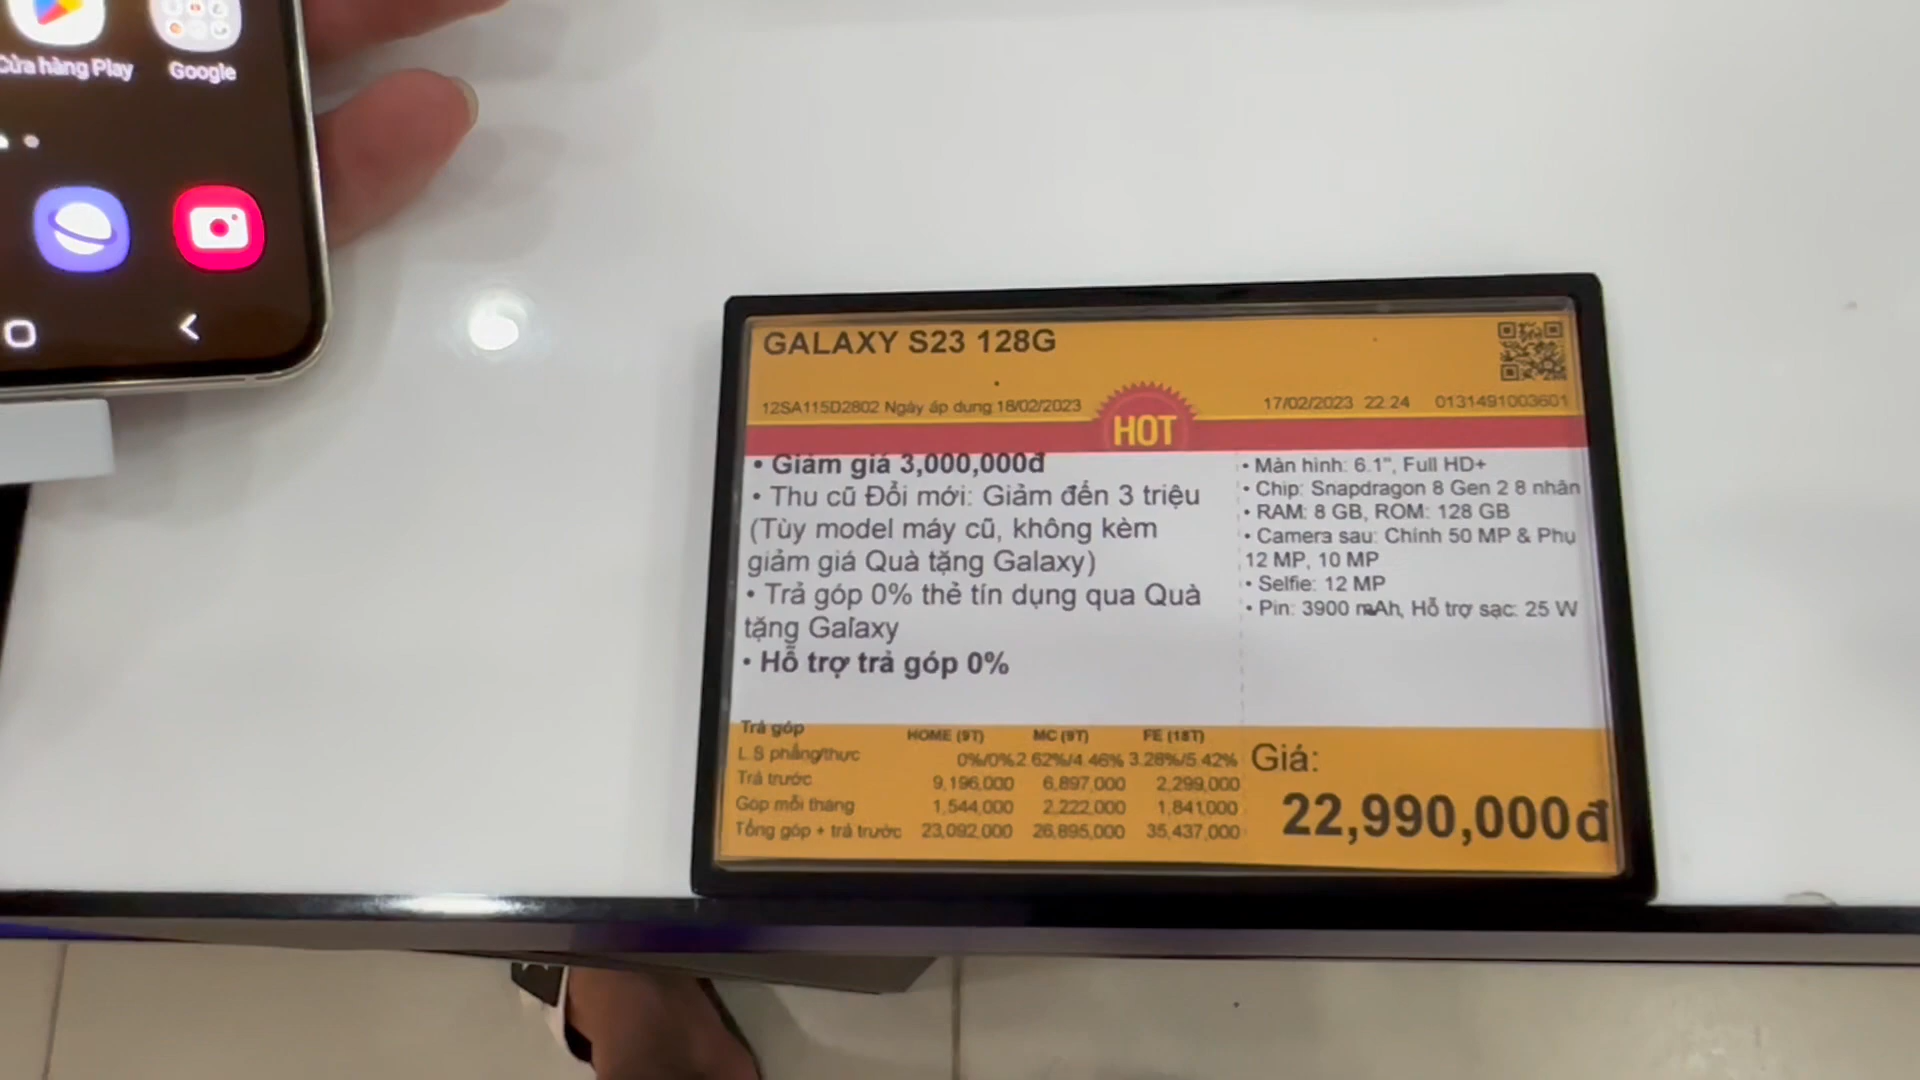 Cửa hàng Play
Google
GALAXY S23 128G
12SA115D2802 Ngày áp dụng:18/02/2023
17/02/2023 22:24 0131491003601
HOT
• Giảm giá 3,000,000đ
• Thu cũ Đổi mới: Giảm đến 3 triệu
(Tùy model máy cũ, không kèm
giảm giá Quà tặng Galaxy)
• Trả góp 0% thẻ tín dụng qua Quà
tặng Galaxy
• Hỗ trợ trả góp 0%
• Màn hình: 6.1", Full HD+
• Chip: Snapdragon 8 Gen 2 8 nhân
• RAM: 8 GB, ROM: 128 GB
• Camera sau: Chính 50 MP & Phụ
12 MP, 10 MP
• Selfie: 12 MP
• Pin: 3900 mAh, Hỗ trợ sạc: 25 W
Trả góp HOME (9T) MC (9T) FE (18T)
L.S phẳng/thực 0%/0% 2.62%/4.46% 3.28%/5.42%
Trả trước 9,196,000 6,897,000 2,299,000
Góp mỗi tháng 1,544,000 2,222,000 1,841,000
Tổng góp + trả trước 23,092,000 26,895,000 35,437,000
Giá:
22,990,000đ